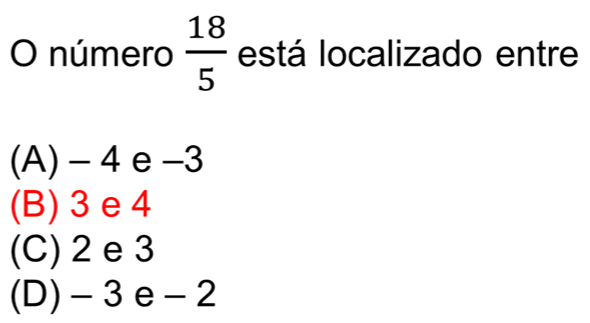 O número 18/5 está localizado entre
(A) – 4 e –3
(B) 3 e 4
(C) 2 e 3
(D) – 3 e – 2